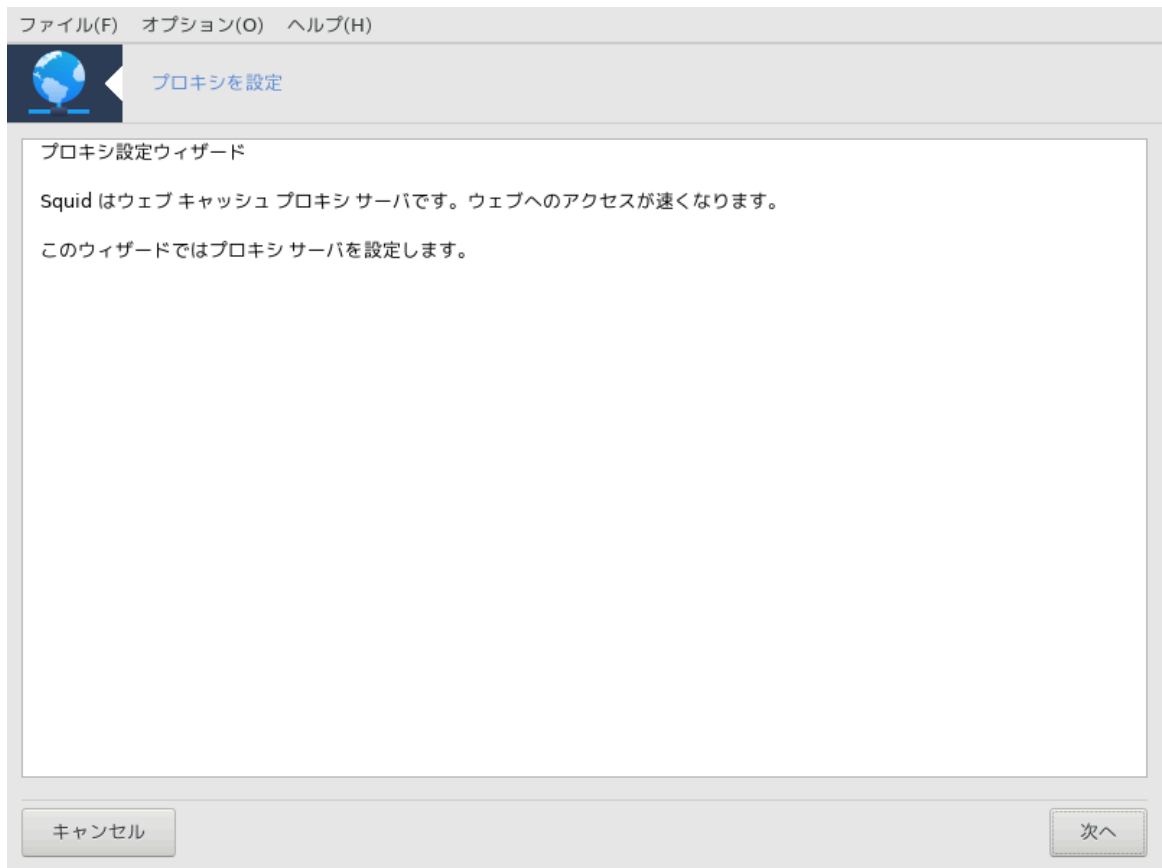 ファイル(F) オプション(O) ヘルプ(H)
プロキシを設定
プロキシ設定ウィザード
Squid はウェブ キャッシュ プロキシ サーバです。ウェブへのアクセスが速くなります。
このウィザードではプロキシ サーバを設定します。
キャンセル 次へ